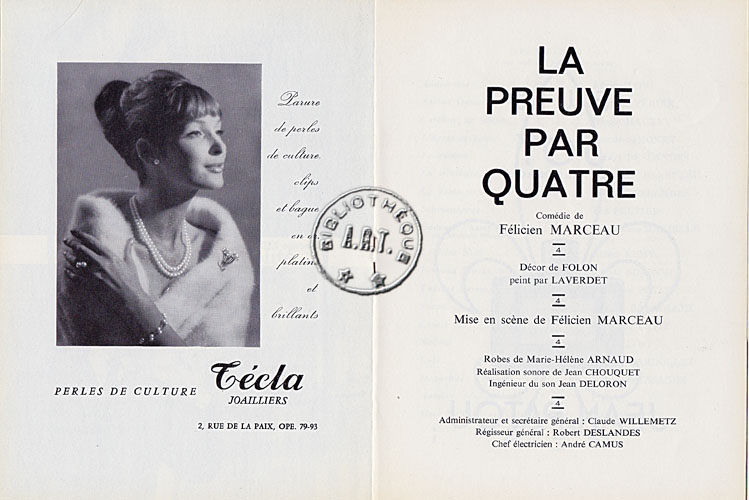 Parure
de perles
de culture
clips
et bague
en or
platine
et
brillants
PERLES DE CULTURE Técla
JOAILLIERS
2, RUE DE LA PAIX, OPE. 79-93
BIBLIOTHÈQUE
A.R.T.
LA
PREUVE
PAR
QUATRE
Comédie de
Félicien MARCEAU
4
Décor de FOLON
peint par LAVERDET
4
Mise en scène de Félicien MARCEAU
4
Robes de Marie-Hélène ARNAUD
Réalisation sonore de Jean CHOUQUET
Ingénieur du son Jean DELORON
4
Administrateur et secrétaire général : Claude WILLEMETZ
Régisseur général : Robert DESLANDES
Chef électricien : André CAMUS